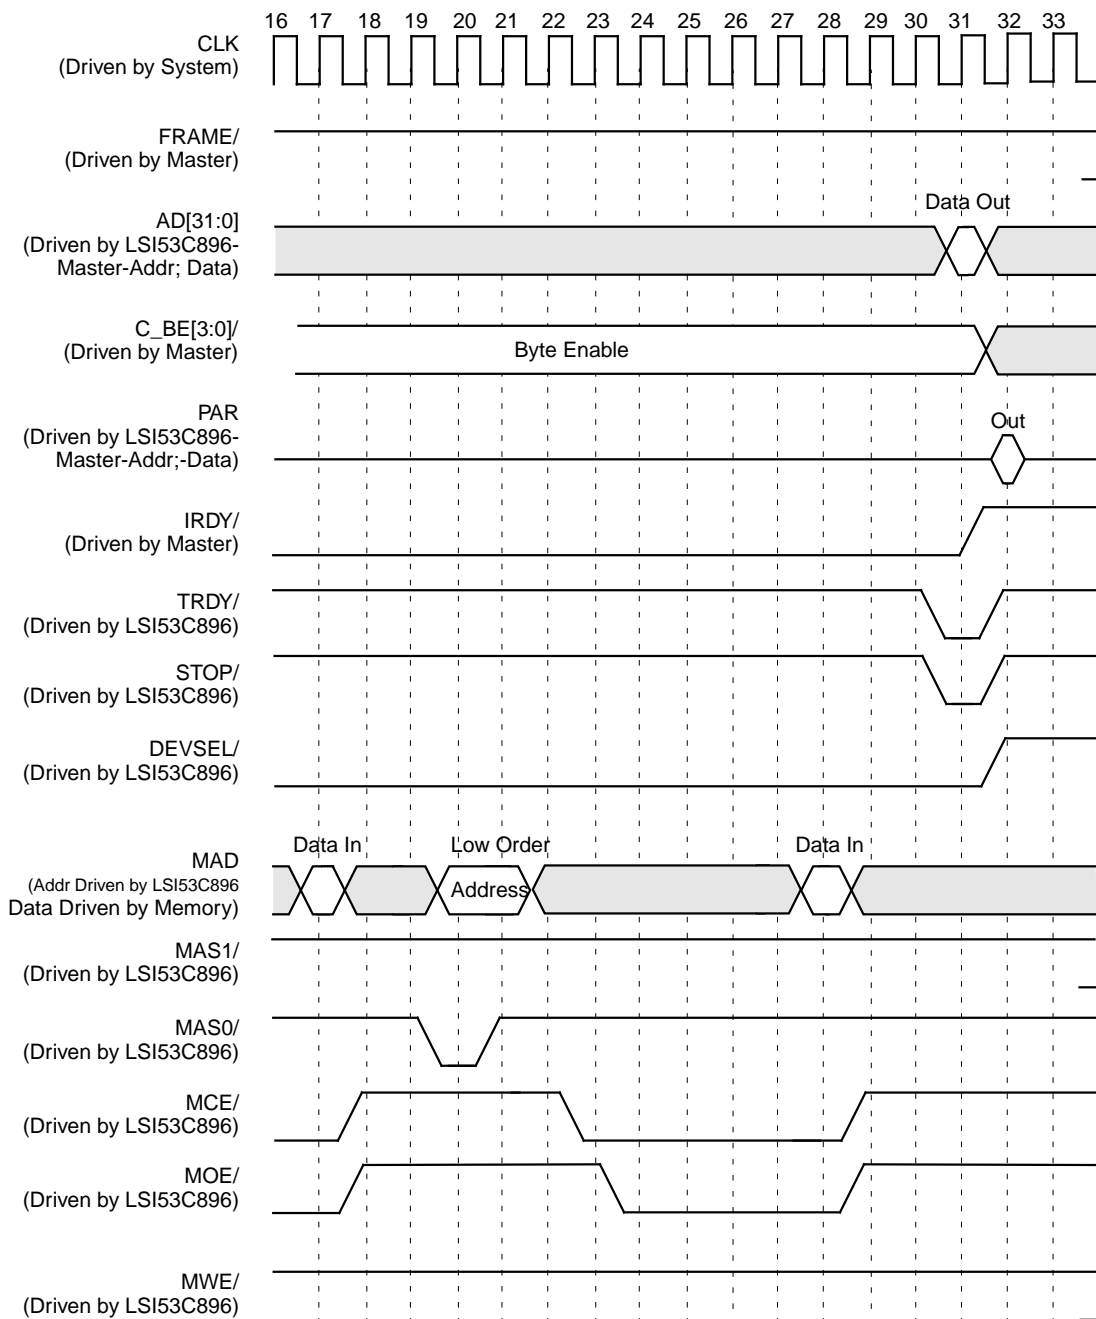 16 17 18 19 20 21 22 23 24 25 26 27 28 29 30 31 32 33
CLK
(Driven by System)
FRAME/
(Driven by Master)
Data Out
AD[31:0]
(Driven by LSI53C896-
Master-Addr; Data)
C_BE[3:0]/
(Driven by Master)
Byte Enable
PAR
(Driven by LSI53C896-
Master-Addr;-Data)
Out
IRDY/
(Driven by Master)
TRDY/
(Driven by LSI53C896)
STOP/
(Driven by LSI53C896)
DEVSEL/
(Driven by LSI53C896)
Data In Low Order Data In
MAD
(Addr Driven by LSI53C896
Address
Data Driven by Memory)
MAS1/
(Driven by LSI53C896)
MAS0/
(Driven by LSI53C896)
MCE/
(Driven by LSI53C896)
MOE/
(Driven by LSI53C896)
MWE/
(Driven by LSI53C896)